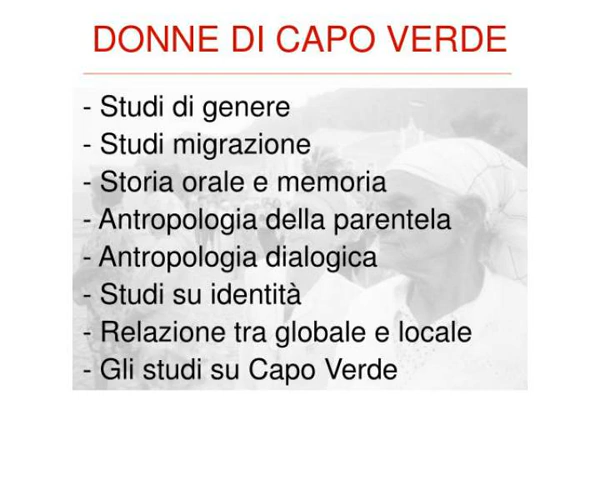 DONNE DI CAPO VERDE
- Studi di genere
- Studi migrazione
- Storia orale e memoria
- Antropologia della parentela
- Antropologia dialogica
- Studi su identità
- Relazione tra globale e locale
- Gli studi su Capo Verde